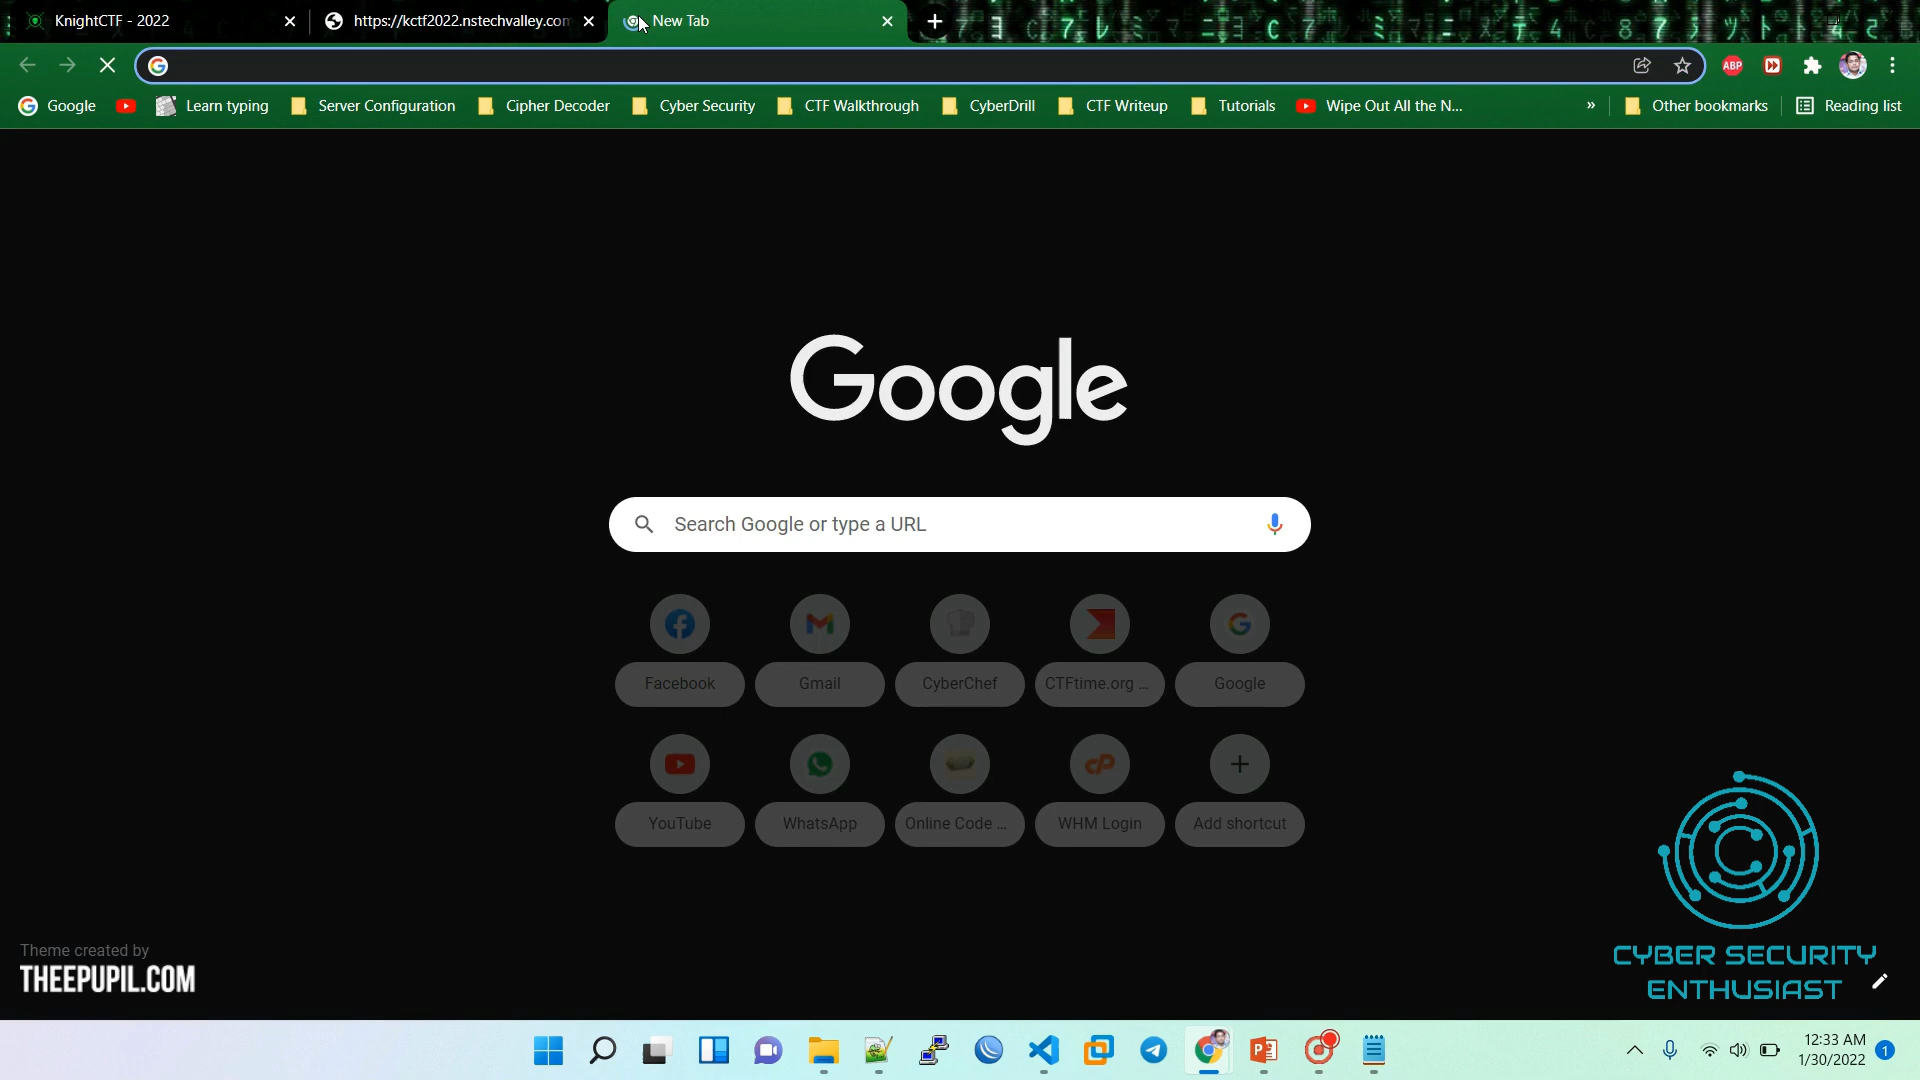 KnightCTF - 2022
https://kctf2022.nstechvalley.com
New Tab
ABP
Google
Learn typing
Server Configuration
Cipher Decoder
Cyber Security
CTF Walkthrough
CyberDrill
CTF Writeup
Tutorials
Wipe Out All the N...
»
Other bookmarks
Reading list
Google
Search Google or type a URL
Facebook
Gmail
CyberChef
CTFtime.org ...
Google
YouTube
WhatsApp
Online Code ...
WHM Login
Add shortcut
Theme created by
THEEPUPIL.COM
CYBER SECURITY
ENTHUSIAST
12:33 AM
1/30/2022
1